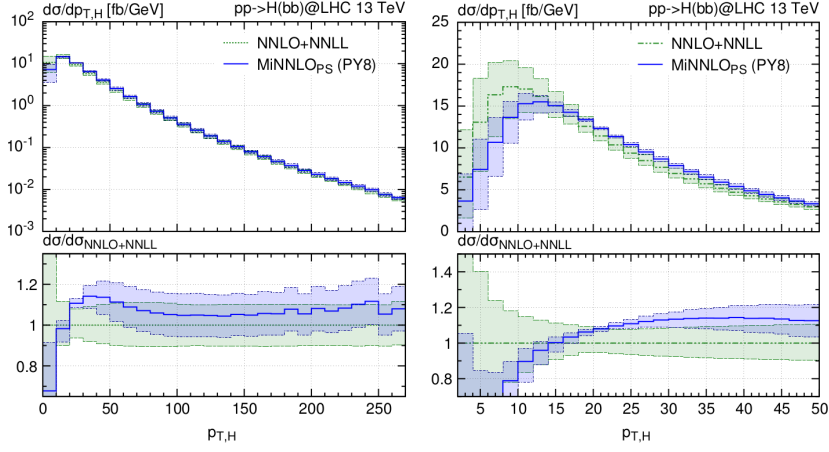 dσ/dp_T,H [fb/GeV] pp->H(bb)@LHC 13 TeV
10^2
10^1
10^0
10^-1
10^-2
10^-3
NNLO+NNLL
MiNNLO_PS (PY8)
dσ/dσ_NNLO+NNLL
1.2
1
0.8
0 50 100 150 200 250
p_T,H
dσ/dp_T,H [fb/GeV] pp->H(bb)@LHC 13 TeV
25
20
15
10
5
0
NNLO+NNLL
MiNNLO_PS (PY8)
dσ/dσ_NNLO+NNLL
1.4
1.2
1
0.8
5 10 15 20 25 30 35 40 45 50
p_T,H